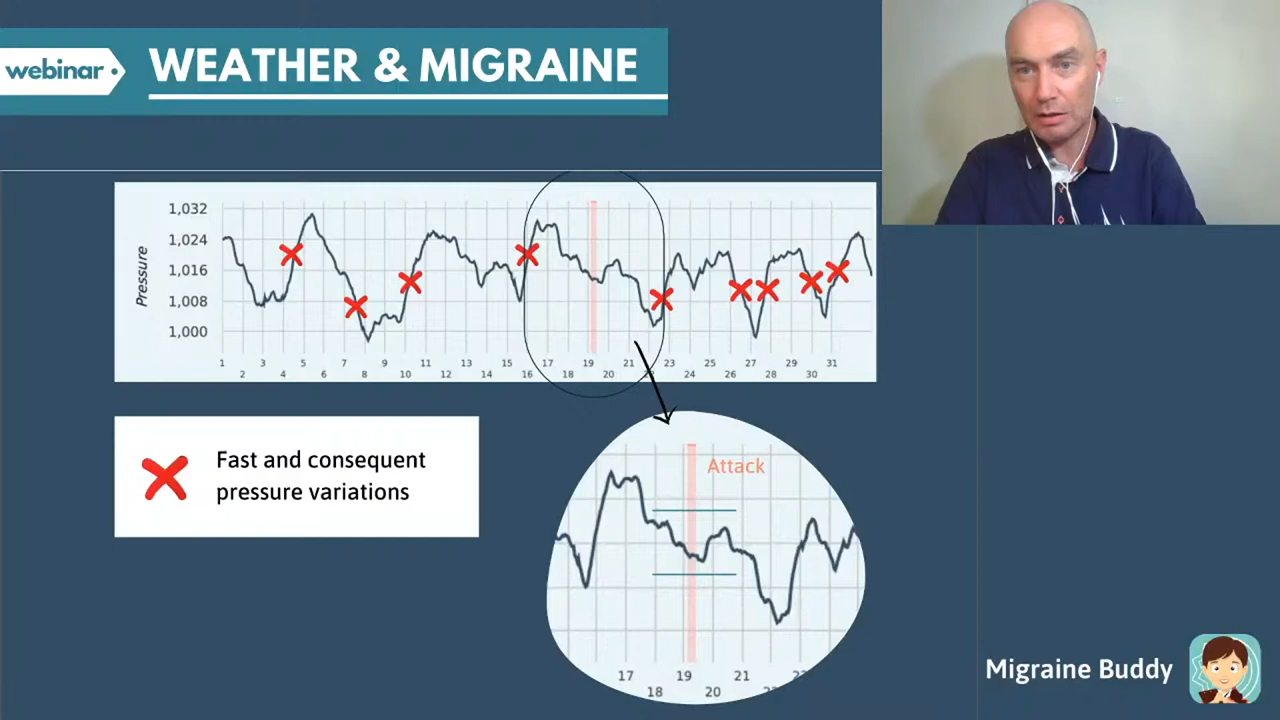 webinar
WEATHER & MIGRAINE
Pressure
1,032
1,024
1,016
1,008
1,000
1 3 5 7 9 11 13 15 17 19 21 23 25 27 29 31
2 4 6 8 10 12 14 16 18 20 22 24 26 28 30
Fast and consequent
pressure variations
Attack
17 19 21
18 20
Migraine Buddy